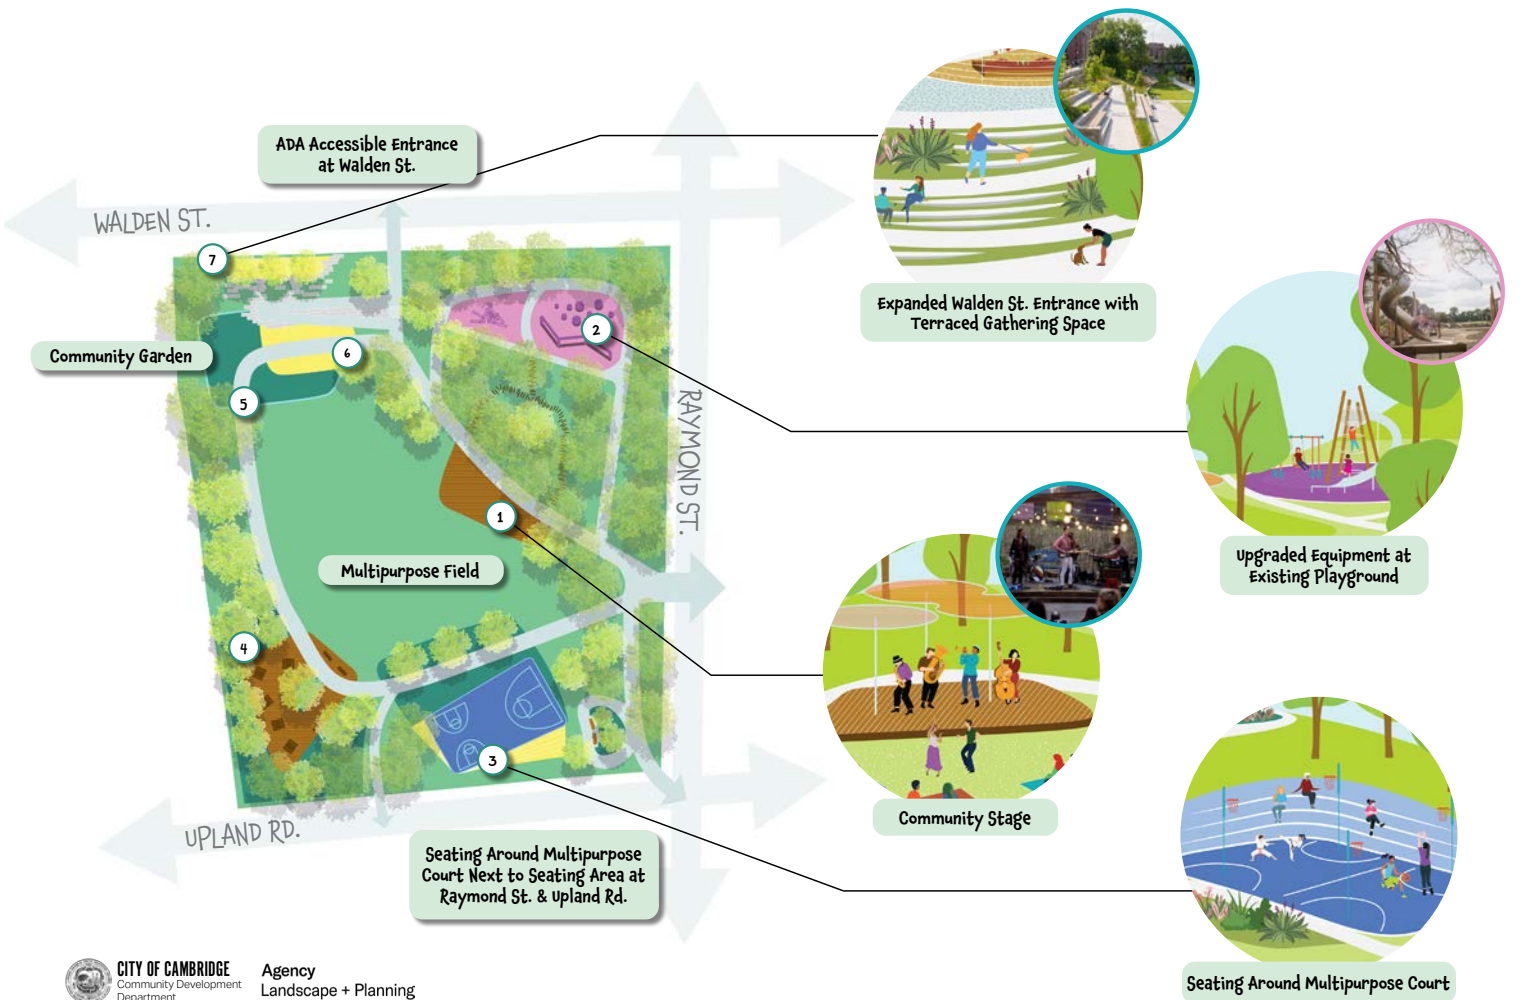 ADA Accessible Entrance
at Walden St.
WALDEN ST.
7
Expanded Walden St. Entrance with
Terraced Gathering Space
2
Community Garden
6
5
RAYMOND ST.
1
Multipurpose Field
Upgraded Equipment at
Existing Playground
4
3
Community Stage
UPLAND RD.
Seating Around Multipurpose
Court Next to Seating Area at
Raymond St. & Upland Rd.
Seating Around Multipurpose Court
CITY OF CAMBRIDGE
Community Development
Department
Agency
Landscape + Planning